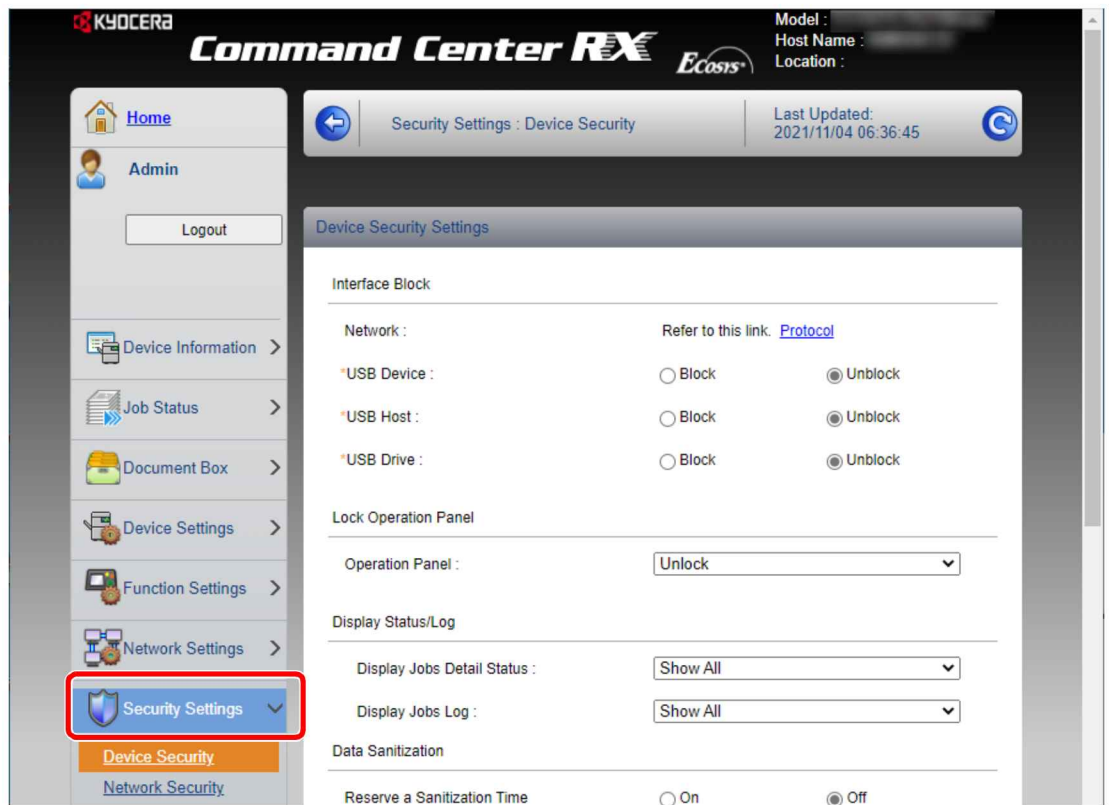 KYOCERA
Command Center RX
Ecosys
Model :
Host Name :
Location :
Home
Admin
Logout
Device Information
Job Status
Document Box
Device Settings
Function Settings
Network Settings
Security Settings
Device Security
Network Security
Security Settings : Device Security
Last Updated:
2021/11/04 06:36:45
Device Security Settings
Interface Block
Network : Refer to this link. Protocol
*USB Device : Block Unblock
*USB Host : Block Unblock
*USB Drive : Block Unblock
Lock Operation Panel
Operation Panel : Unlock
Display Status/Log
Display Jobs Detail Status : Show All
Display Jobs Log : Show All
Data Sanitization
Reserve a Sanitization Time On Off